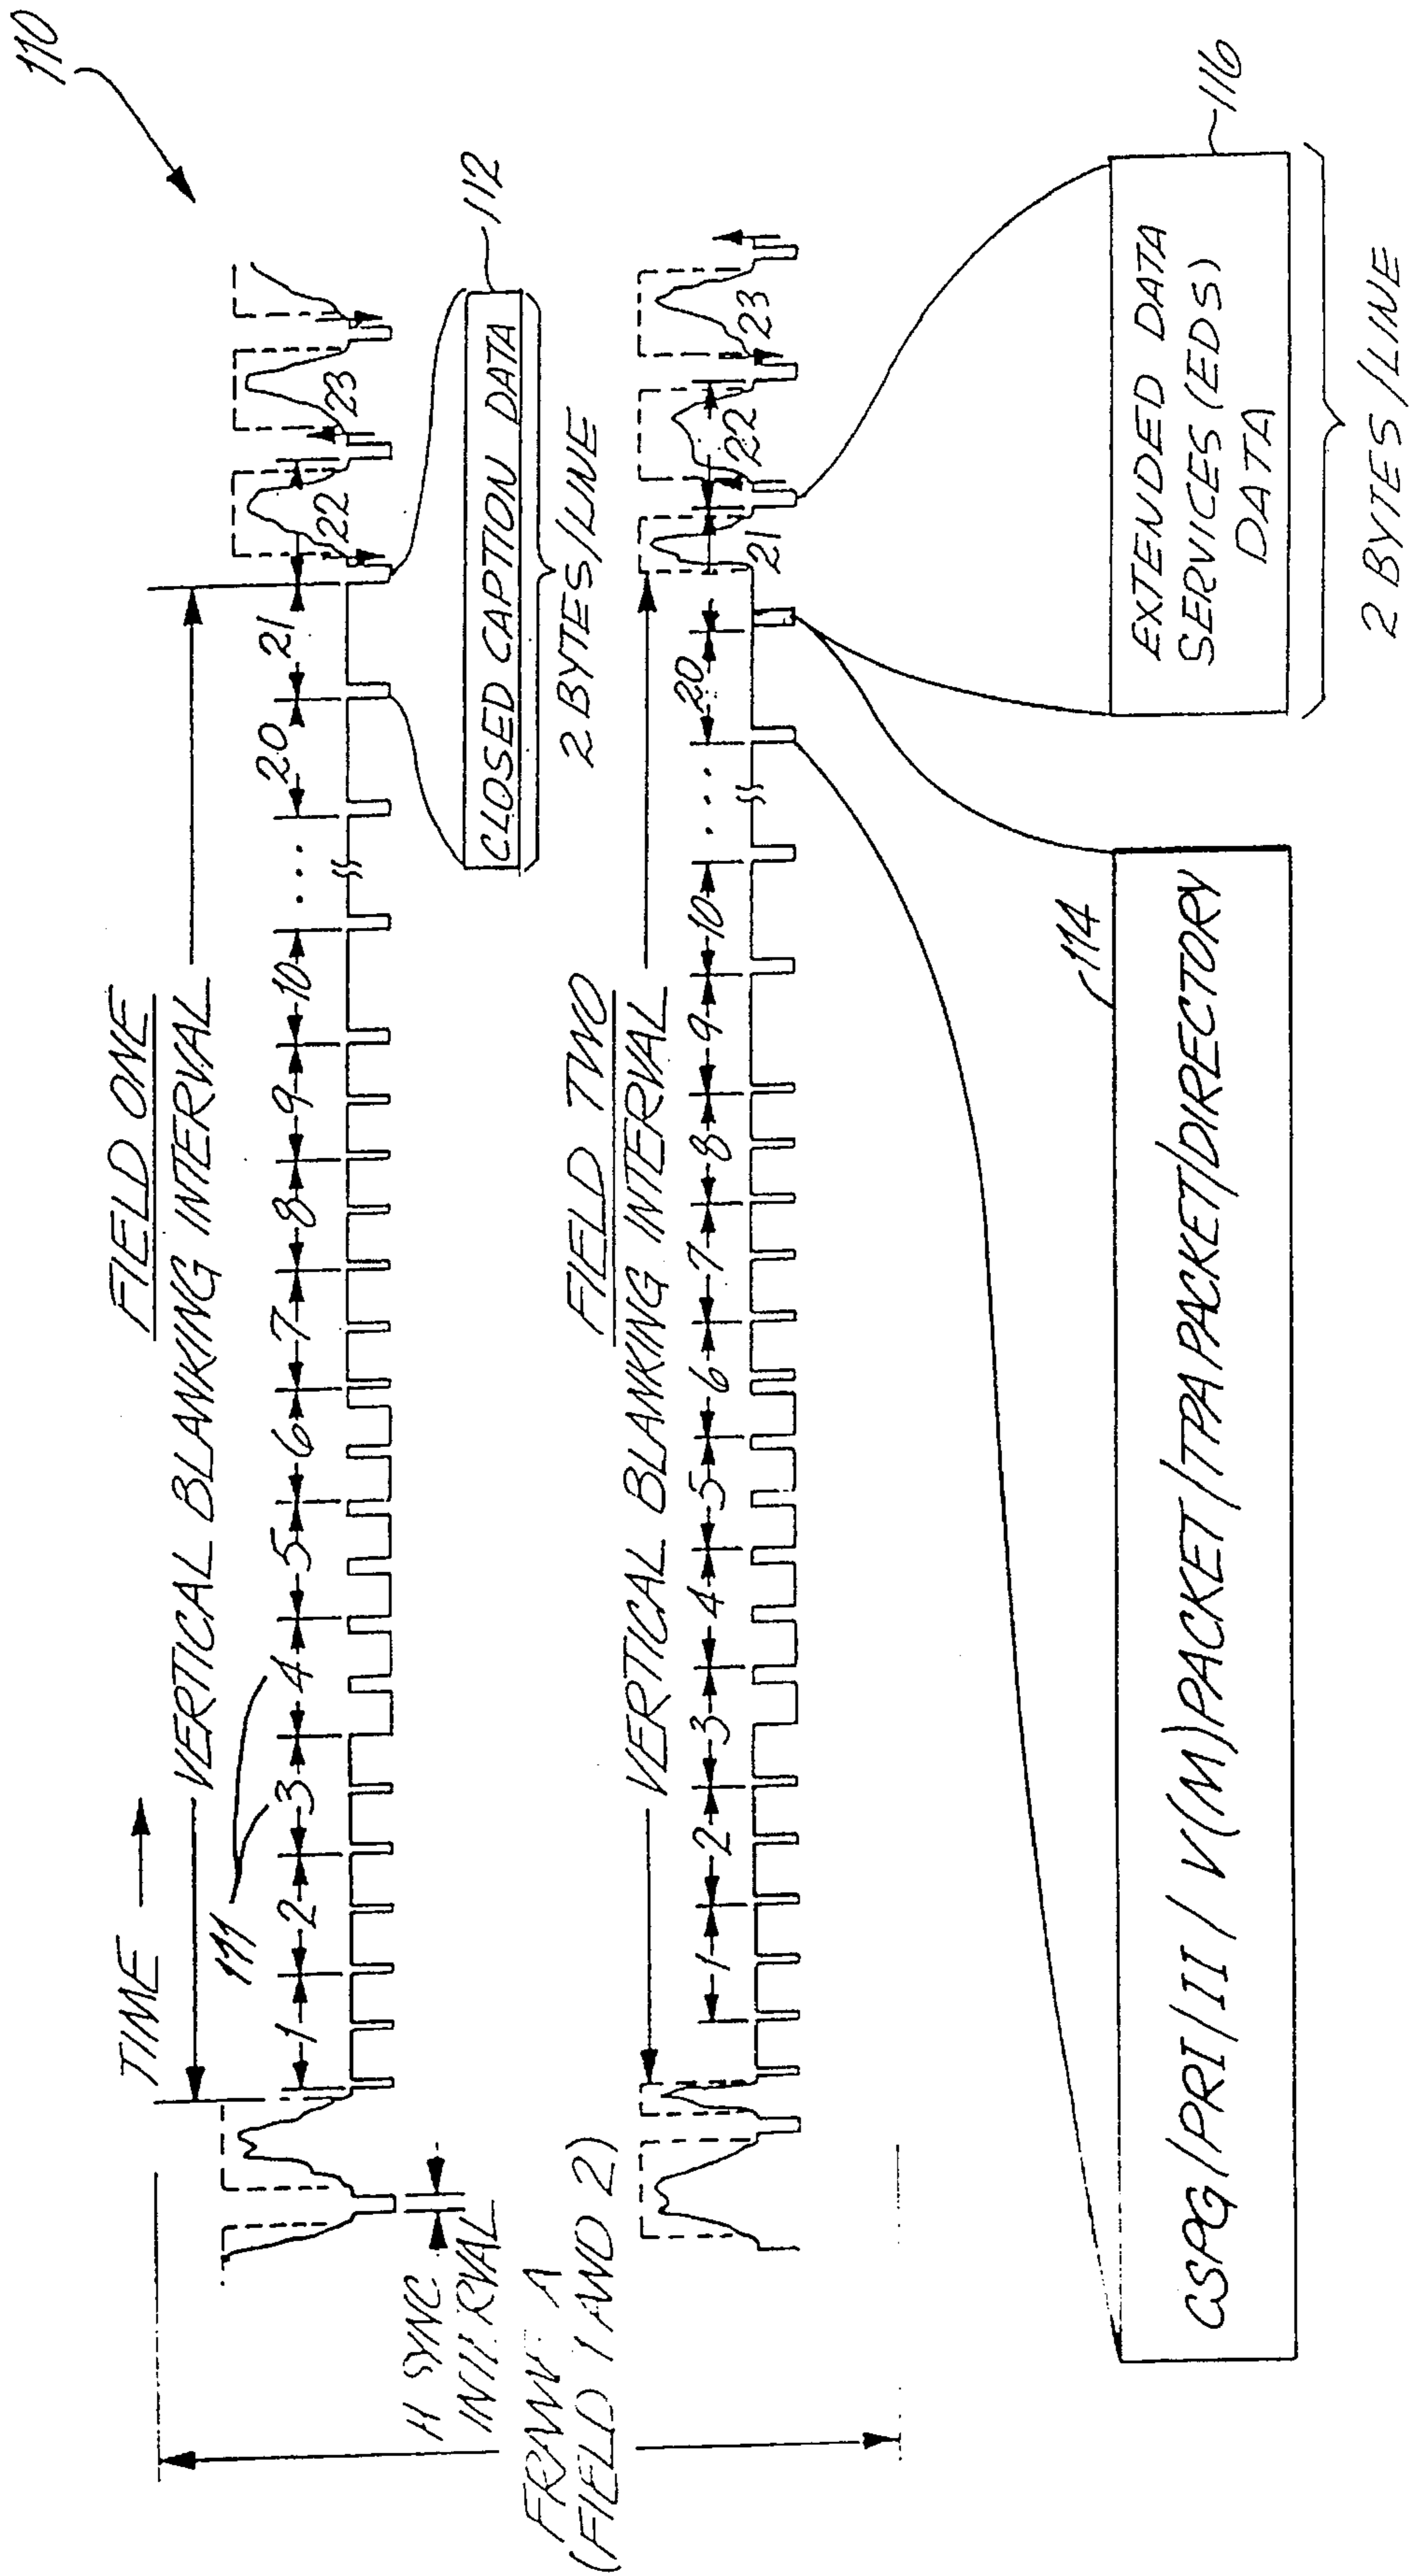 110
TIME
FIELD ONE
VERTICAL BLANKING INTERVAL
111
1 2 3 4 5 6 7 8 9 10 ... 20 21 22 23
H SYNC
INTERVAL
CLOSED CAPTION DATA
112
2 BYTES/LINE
FRAME A
(FIELD 1 AND 2)
FIELD TWO
VERTICAL BLANKING INTERVAL
1 2 3 4 5 6 7 8 9 10 ... 20 21 22 23
114
CSPG/PRI/II/V(M)PACKET/TPA PACKET/DIRECTORY
EXTENDED DATA
SERVICES (EDS)
DATA
116
2 BYTES/LINE